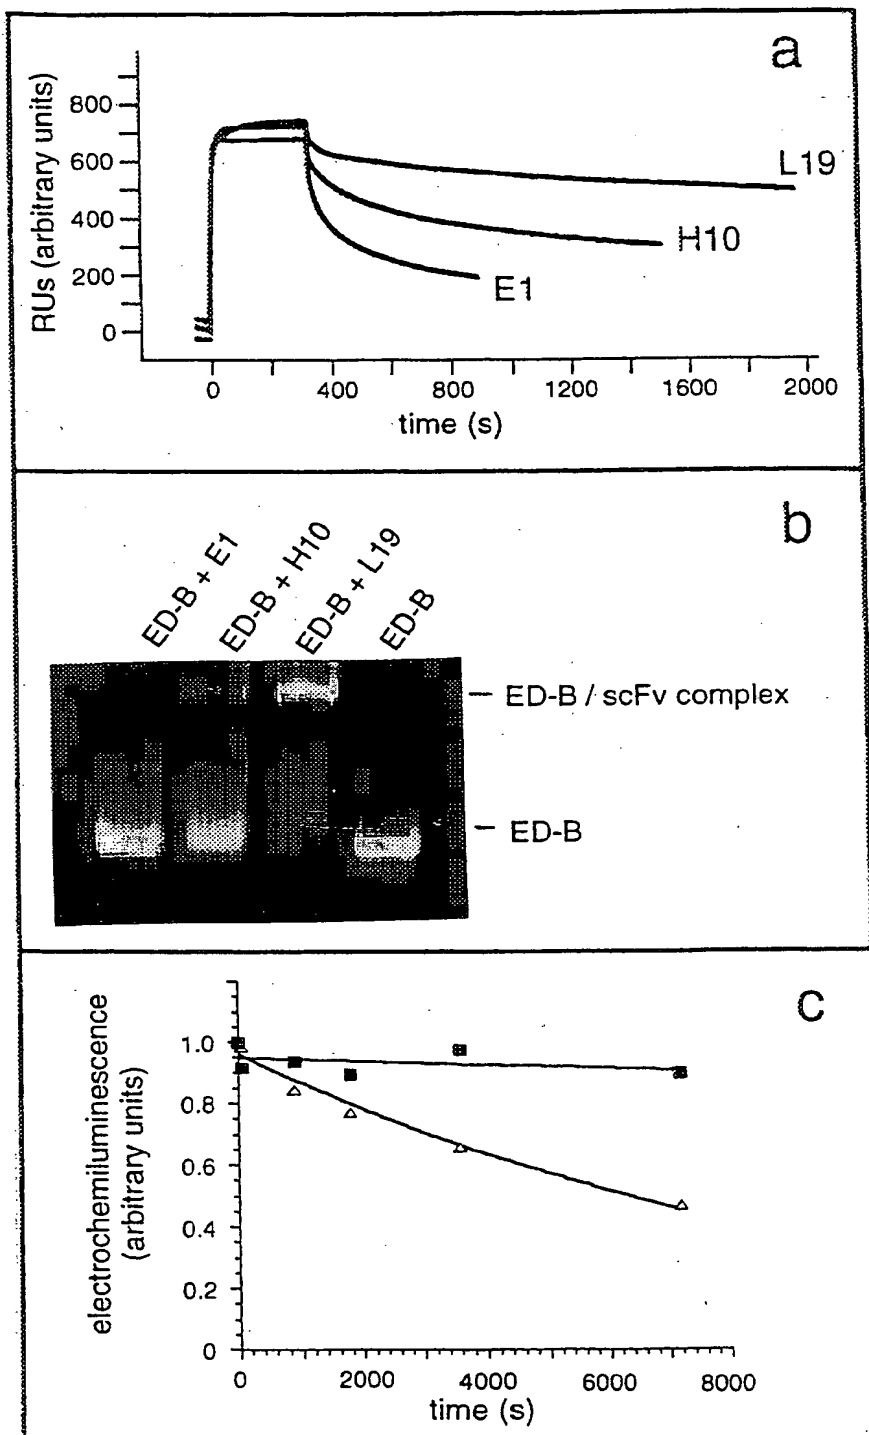 a
RUs (arbitrary units)
800
600
400
200
0
L19
H10
E1
0 400 800 1200 1600 2000
time (s)
b
ED-B + E1
ED-B + H10
ED-B + L19
ED-B
ED-B / scFv complex
ED-B
c
electrochemiluminescence
(arbitrary units)
1.0
0.8
0.6
0.4
0.2
0
0 2000 4000 6000 8000
time (s)